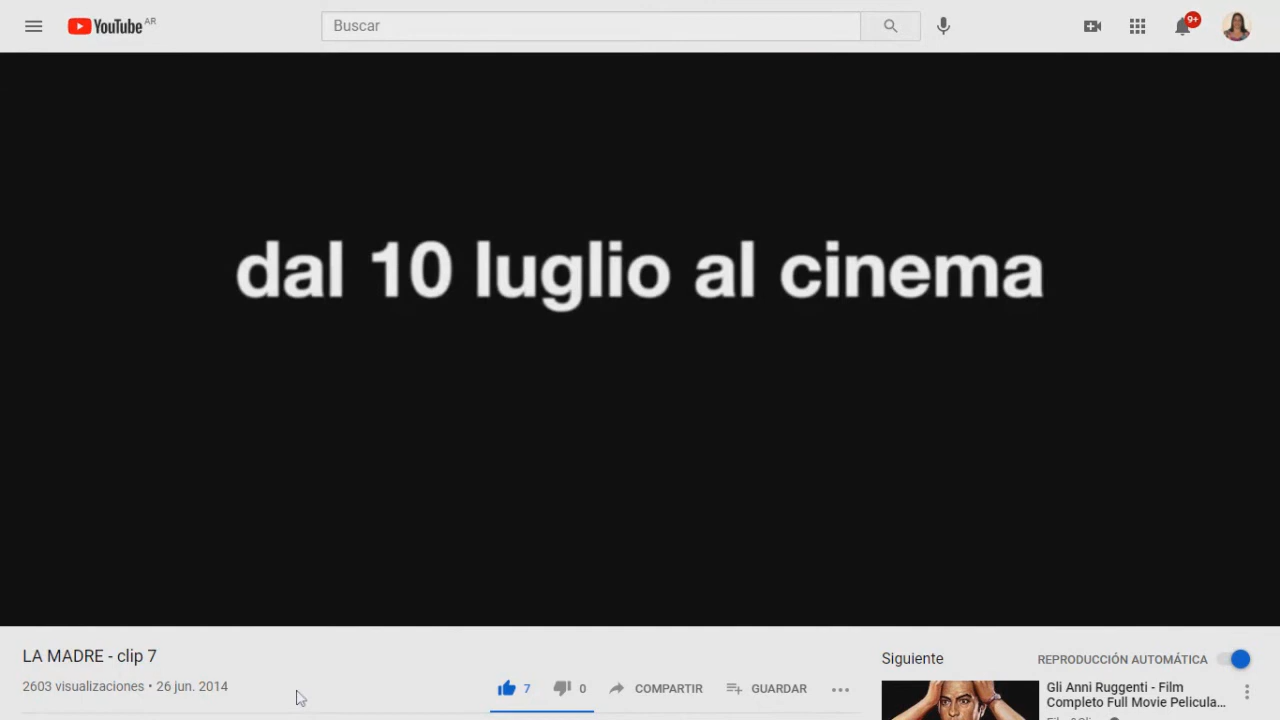 YouTube AR
Buscar
9+
dal 10 luglio al cinema
LA MADRE - clip 7
2603 visualizaciones • 26 jun. 2014
7
0
COMPARTIR
GUARDAR
Siguiente
REPRODUCCIÓN AUTOMÁTICA
Gli Anni Ruggenti - Film
Completo Full Movie Pelicula...